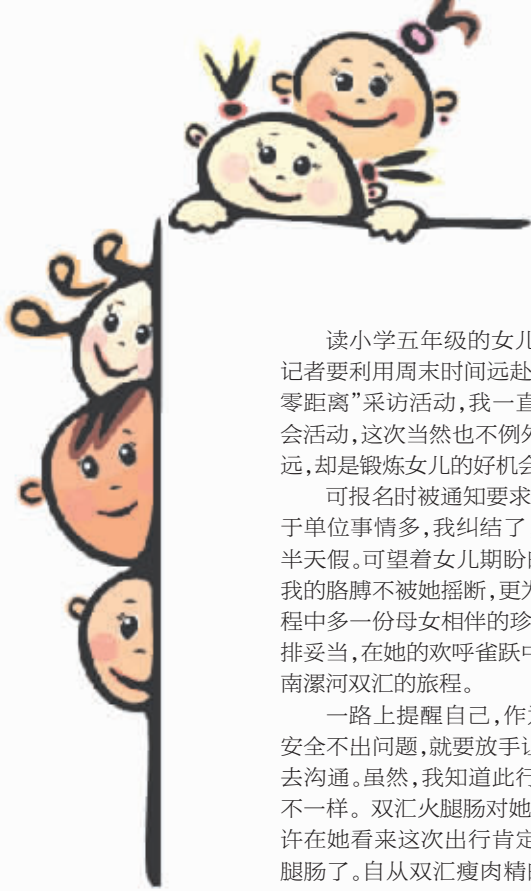 读小学五年级的女儿
记者要利用周末时间远赴
零距离”采访活动,我一直
会活动,这次当然也不例外
远,却是锻炼女儿的好机会
可报名时被通知要求
于单位事情多,我纠结了
半天假。可望着女儿期盼的
我的胳膊不被她摇断,更为
程中多一份母女相伴的珍
排妥当,在她的欢呼雀跃中
南漯河双汇的旅程。
一路上提醒自己,作为
安全不出问题,就要放手让
去沟通。虽然,我知道此行
不一样。双汇火腿肠对她
许在她看来这次出行肯定
腿肠了。自从双汇瘦肉精